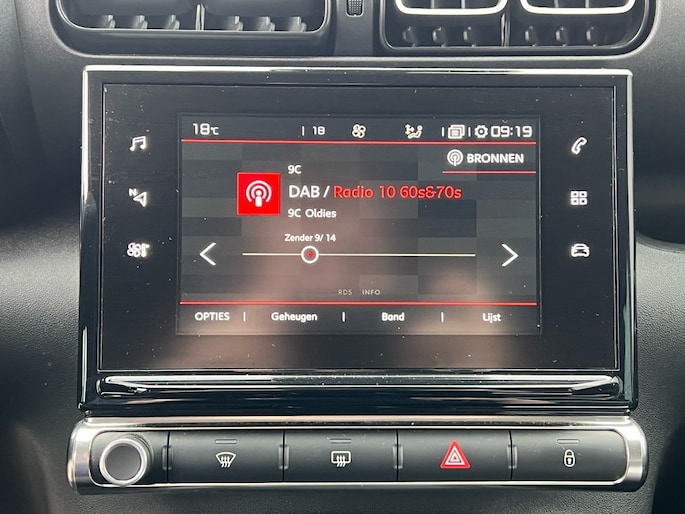 18°C | 18 | 09:19
BRONNEN
9C
DAB / Radio 10 60s&70s
9C Oldies
Zender 9/ 14
RDS INFO
OPTIES | Geheugen | Band | Lijst
N